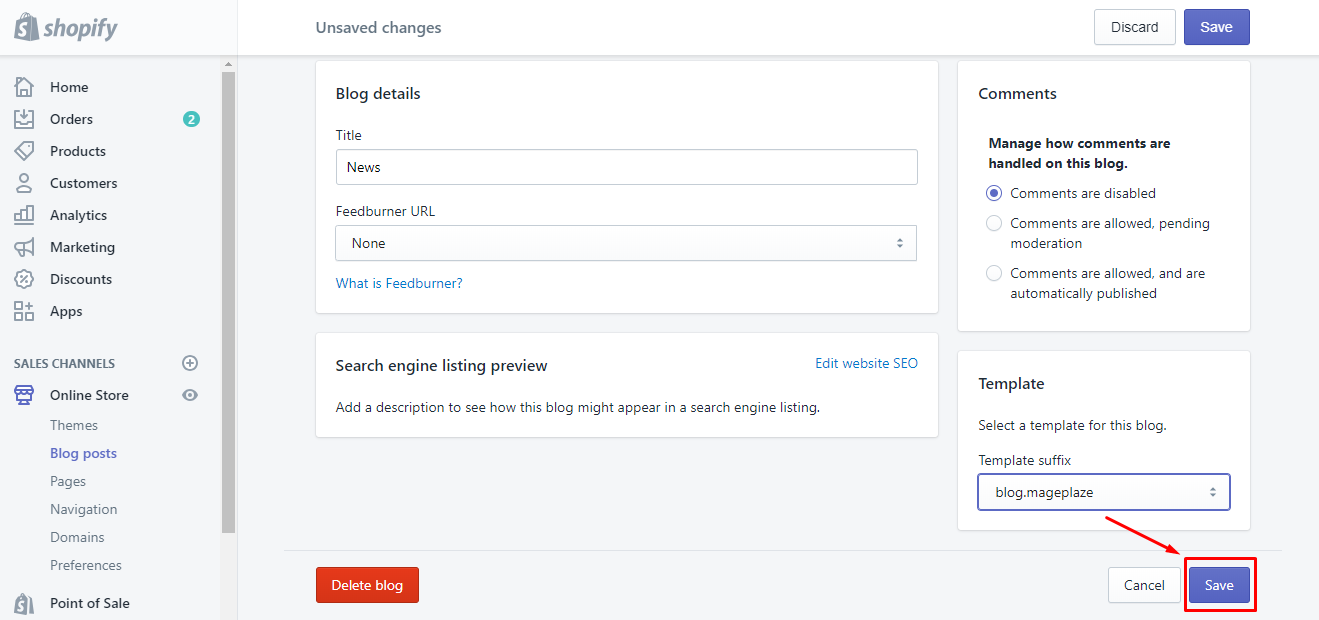 shopify
Unsaved changes
Discard
Save
Home
Orders
2
Products
Customers
Analytics
Marketing
Discounts
Apps
SALES CHANNELS
Online Store
Themes
Blog posts
Pages
Navigation
Domains
Preferences
Point of Sale
Blog details
Title
News
Feedburner URL
None
What is Feedburner?
Search engine listing preview
Edit website SEO
Add a description to see how this blog might appear in a search engine listing.
Comments
Manage how comments are
handled on this blog.
Comments are disabled
Comments are allowed, pending
moderation
Comments are allowed, and are
automatically published
Template
Select a template for this blog.
Template suffix
blog.mageplaze
Delete blog
Cancel
Save